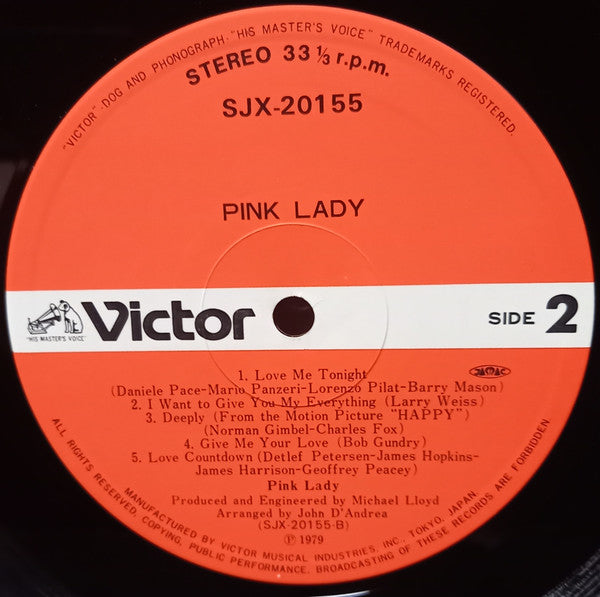 "VICTOR"-DOG AND PHONOGRAPH-"HIS MASTER'S VOICE" TRADEMARKS REGISTERED.
STEREO 33 1/3 r.p.m.
SJX-20155
PINK LADY
"HIS MASTER'S VOICE"
Victor
SIDE 2
1. Love Me Tonight
(Daniele Pace-Mario Panzeri-Lorenzo Pilat-Barry Mason)
2. I Want to Give You My Everything (Larry Weiss)
3. Deeply (From the Motion Picture "HAPPY")
(Norman Gimbel-Charles Fox)
4. Give Me Your Love (Bob Gundry)
5. Love Countdown (Detlef Petersen-James Hopkins-
James Harrison-Geoffrey Peacey)
Pink Lady
Produced and Engineered by Michael Lloyd
Arranged by John D'Andrea
(SJX-20155-B)
Ⓟ 1979
MANUFACTURED BY VICTOR MUSICAL INDUSTRIES, INC., TOKYO, JAPAN.
ALL RIGHTS RESERVED, COPYING, PUBLIC PERFORMANCE, BROADCASTING OF THESE RECORDS ARE FORBIDDEN